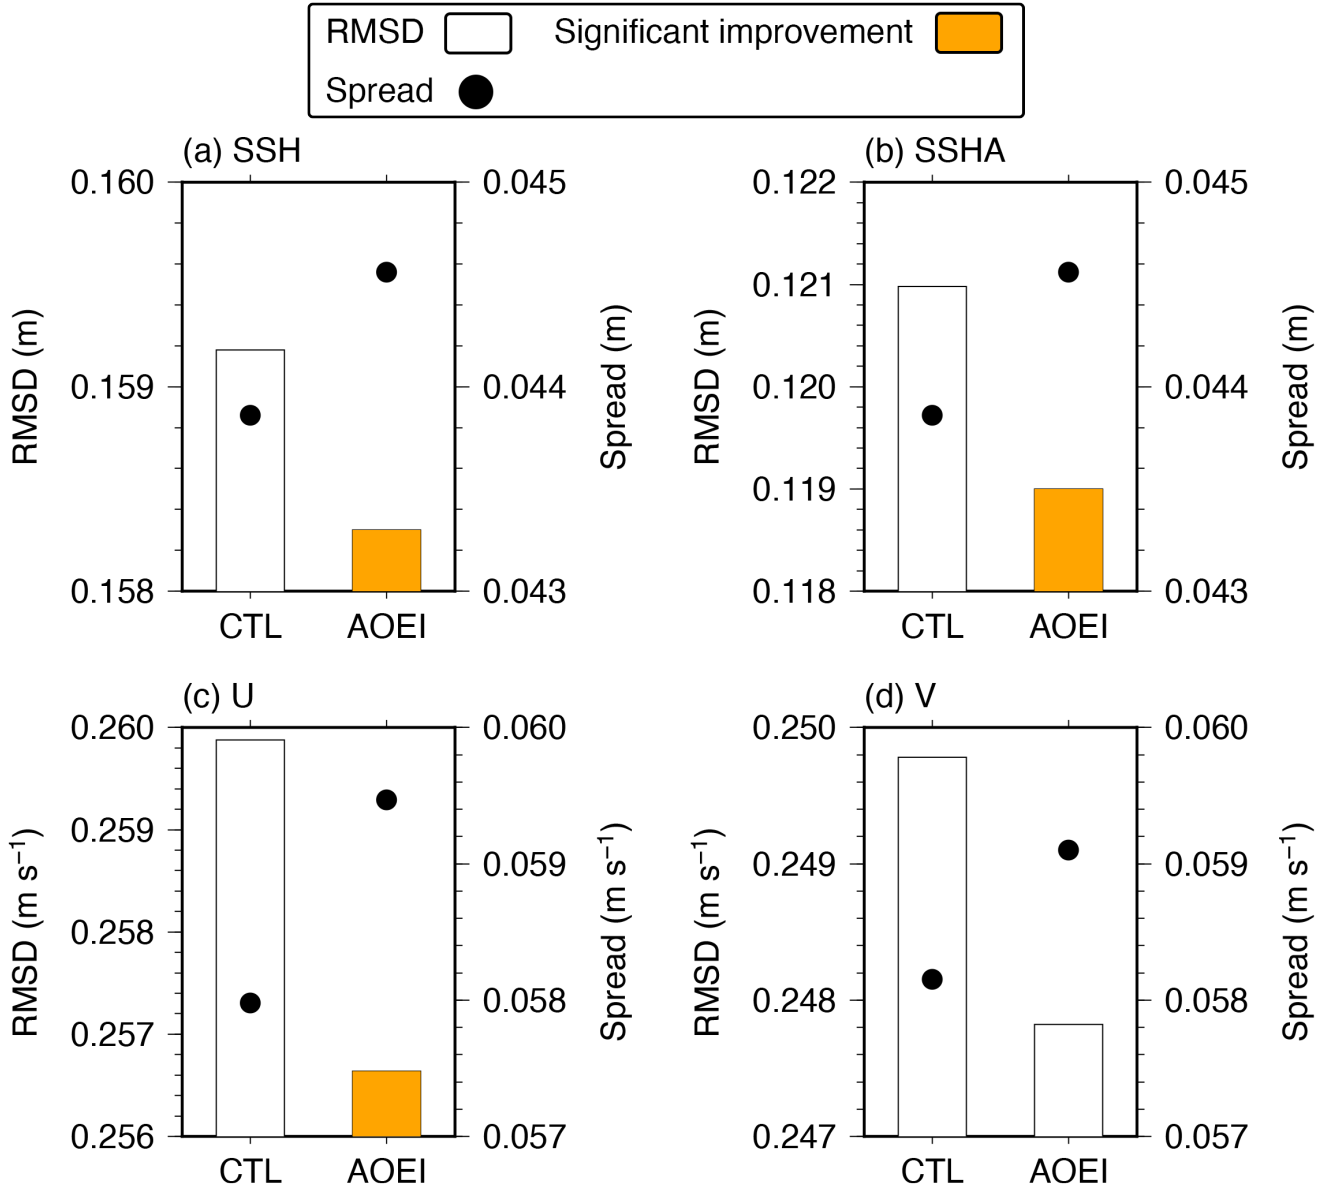 RMSD Significant improvement
Spread
(a) SSH
0.160
0.159
0.158
RMSD (m)
0.045
0.044
0.043
Spread (m)
CTL AOEI
(b) SSHA
0.122
0.121
0.120
0.119
0.118
RMSD (m)
0.045
0.044
0.043
Spread (m)
CTL AOEI
(c) U
0.260
0.259
0.258
0.257
0.256
RMSD (m s⁻¹)
0.060
0.059
0.058
0.057
Spread (m s⁻¹)
CTL AOEI
(d) V
0.250
0.249
0.248
0.247
RMSD (m s⁻¹)
0.060
0.059
0.058
0.057
Spread (m s⁻¹)
CTL AOEI